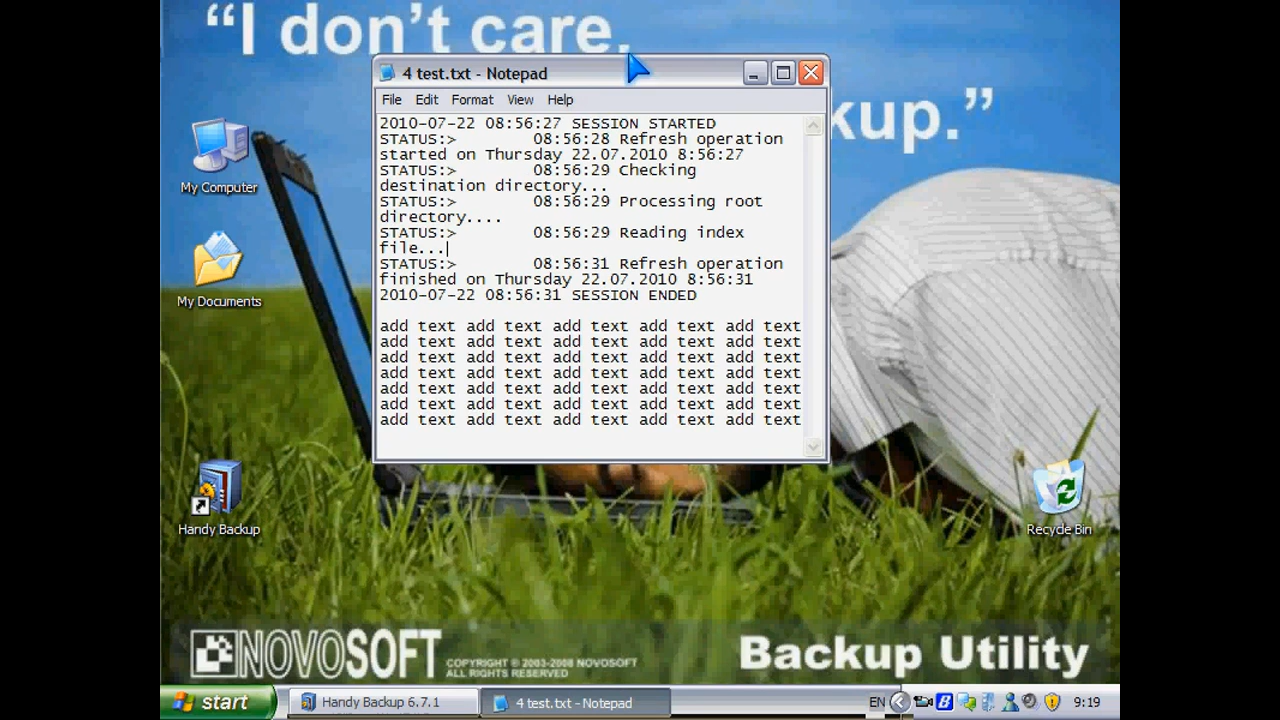 “I don’t care.
kup.”
4 test.txt - Notepad
File Edit Format View Help
2010-07-22 08:56:27 SESSION STARTED
STATUS:> 08:56:28 Refresh operation
started on Thursday 22.07.2010 8:56:27
STATUS:> 08:56:29 Checking
destination directory...
STATUS:> 08:56:29 Processing root
directory....
STATUS:> 08:56:29 Reading index
file...
STATUS:> 08:56:31 Refresh operation
finished on Thursday 22.07.2010 8:56:31
2010-07-22 08:56:31 SESSION ENDED
add text add text add text add text add text
add text add text add text add text add text
add text add text add text add text add text
add text add text add text add text add text
add text add text add text add text add text
add text add text add text add text add text
add text add text add text add text add text
My Computer
My Documents
Handy Backup
Recycle Bin
NOVOSOFT
COPYRIGHT © 2003-2008 NOVOSOFT
ALL RIGHTS RESERVED
Backup Utility
start
Handy Backup 6.7.1
4 test.txt - Notepad
EN
B
9:19